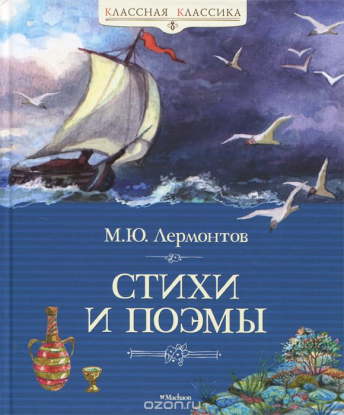 Классная Классика
М.Ю. Лермонтов
СТИХИ
И ПОЭМЫ
Machaon
ozon.ru